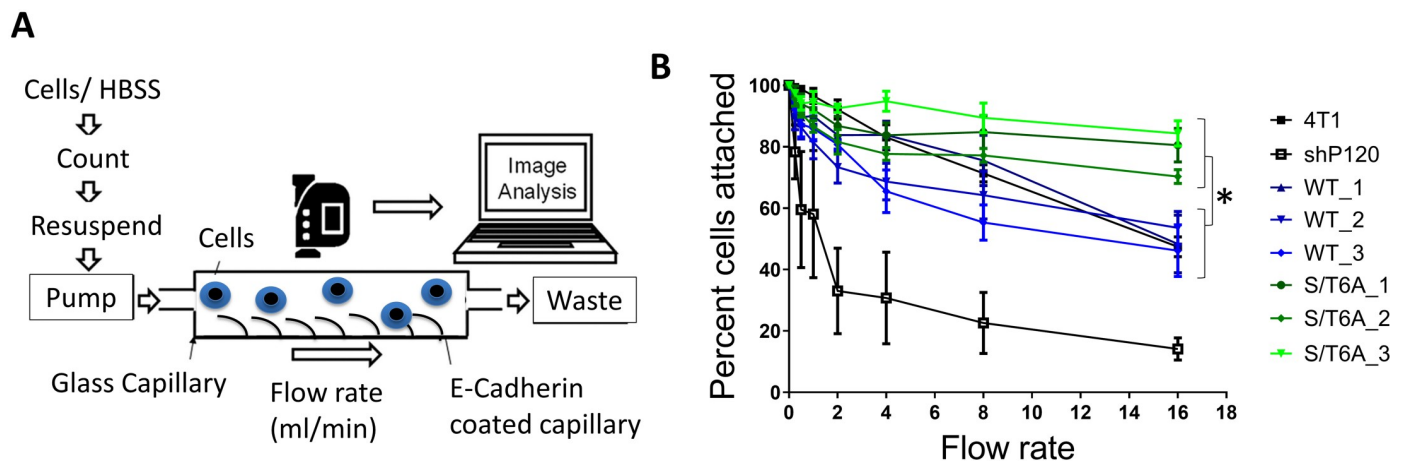 A
Cells/ HBSS
Count
Resuspend
Pump
Cells
Image
Analysis
Waste
Glass Capillary
Flow rate
(ml/min)
E-Cadherin
coated capillary
B
Percent cells attached
100
80
60
40
20
0
0 2 4 6 8 10 12 14 16 18
Flow rate
*
4T1
shP120
WT_1
WT_2
WT_3
S/T6A_1
S/T6A_2
S/T6A_3